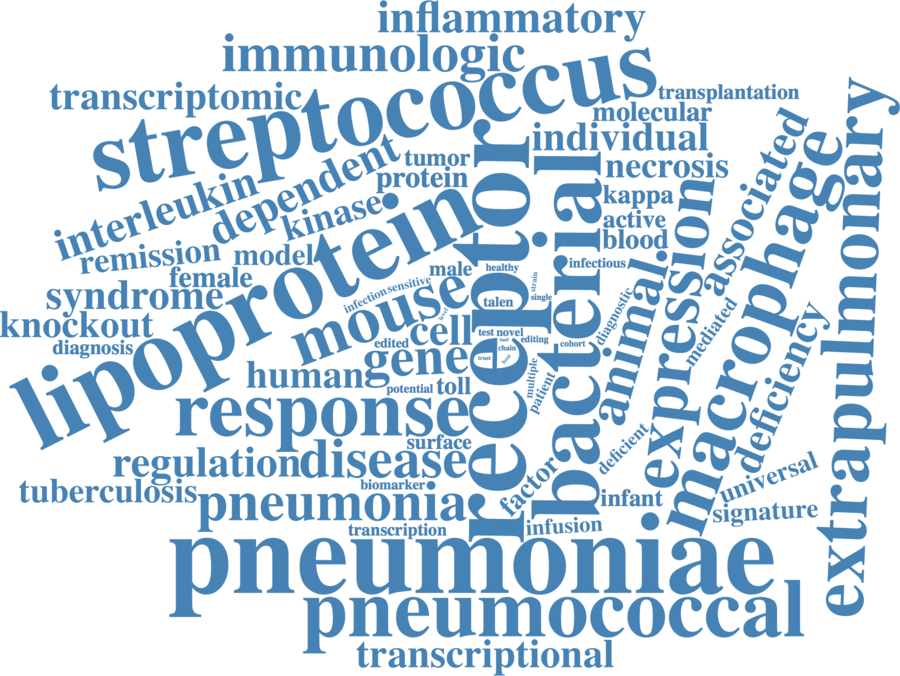 inflammatory
immunologic
streptococcus
transcriptomic
transplantation
molecular
individual
dependent
tumor
protein
necrosis
interleukin
kinase
kappa
associated
active
remission
model
blood
receptor
bacterial
expression
macrophage
extrapulmonary
lipoprotein
female
male
healthy
infectious
syndrome
mouse
infection
sensitive
strain
talen
single
level
animal.
diagnostic
mediated
knockout
diagnosis
cell
edited
test
novel
editing
chain
cohort
trust
host
gene
human
potential
toll
multiple
patient
deficiency
response
surface
deficient
regulation
disease
factor
universal
tuberculosis
biomarker
pneumonia
infant
signature
transcription
infusion
pneumoniae
pneumococcal
transcriptional